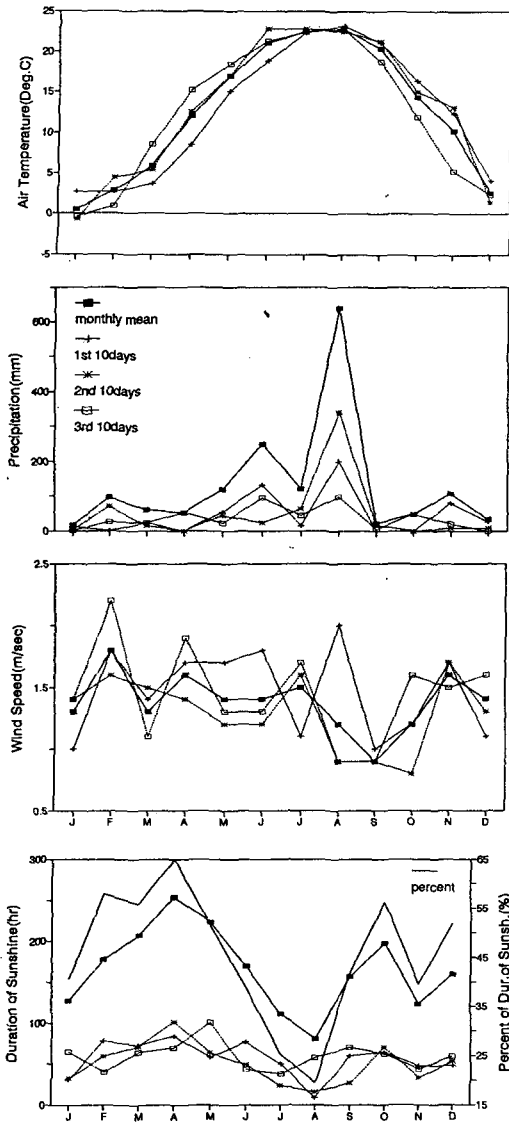 25
20
15
10
5
0
-5
Air Temperature(Deg.C)
600
400
200
0
Precipitation(mm)
monthly mean
1st 10days
2nd 10days
3rd 10days
2.5
1.5
0.5
Wind Speed(m/sec)
J F M A M J J A S O N D
300
200
100
0
Duration of Sunshine(hr)
percent
65
55
45
35
25
15
Percent of Dur.of Sunsh.(%)
J F M A M J J A S O N D